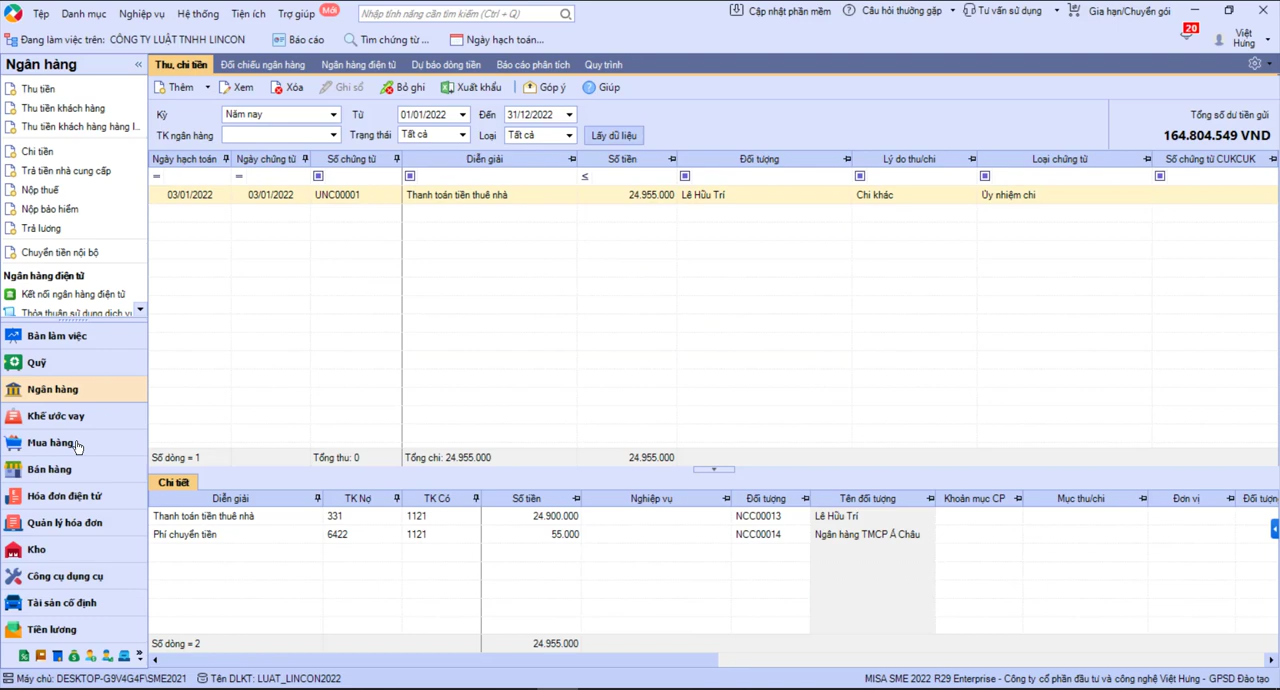 Tệp Danh mục Nghiệp vụ Hệ thống Tiện ích Trợ giúp Mới Nhập tính năng cần tìm kiếm (Ctrl + Q) Cập nhật phần mềm Câu hỏi thường gặp Tư vấn sử dụng Gia hạn/Chuyển gói
Đang làm việc trên: CÔNG TY LUẬT TNHH LINCON Báo cáo Tìm chứng từ ... Ngày hạch toán... 20 Việt Hưng
Ngân hàng « Thu, chi tiền Đối chiếu ngân hàng Ngân hàng điện tử Dự báo dòng tiền Báo cáo phân tích Quy trình
Thêm Xem Xóa Ghi sổ Bỏ ghi Xuất khẩu Góp ý Giúp
Thu tiền
Thu tiền khách hàng
Thu tiền khách hàng hàng l...
Chi tiền
Trả tiền nhà cung cấp
Nộp thuế
Nộp bảo hiểm
Trả lương
Chuyển tiền nội bộ
Ngân hàng điện tử
Kết nối ngân hàng điện tử
Thỏa thuận sử dụng dịch vụ
Bàn làm việc
Quỹ
Ngân hàng
Khế ước vay
Mua hàng
Bán hàng
Hóa đơn điện tử
Quản lý hóa đơn
Kho
Công cụ dụng cụ
Tài sản cố định
Tiền lương
Kỳ Năm nay Từ 01/01/2022 Đến 31/12/2022 Tổng số dư tiền gửi
TK ngân hàng Trạng thái Tất cả Loại Tất cả Lấy dữ liệu 164.804.549 VND
Ngày hạch toán Ngày chứng từ Số chứng từ Diễn giải Số tiền Đối tượng Lý do thu/chi Loại chứng từ Số chứng từ CUKCUK
= = ≤
03/01/2022 03/01/2022 UNC00001 Thanh toán tiền thuê nhà 24.955.000 Lê Hữu Trí Chi khác Ủy nhiệm chi
Số dòng = 1 Tổng thu: 0 Tổng chi: 24.955.000 24.955.000
Chi tiết
Diễn giải TK Nợ TK Có Số tiền Nghiệp vụ Đối tượng Tên đối tượng Khoản mục CP Mục thu/chi Đơn vị Đối tượn
Thanh toán tiền thuê nhà 331 1121 24.900.000 NCC00013 Lê Hữu Trí
Phí chuyển tiền 6422 1121 55.000 NCC00014 Ngân hàng TMCP Á Châu
Số dòng = 2 24.955.000
Máy chủ: DESKTOP-G9V4G4F\SME2021 Tên DLKT: LUAT_LINCON2022 MISA SME 2022 R29 Enterprise - Công ty cổ phần đầu tư và công nghệ Việt Hưng - GPSD Đào tạo